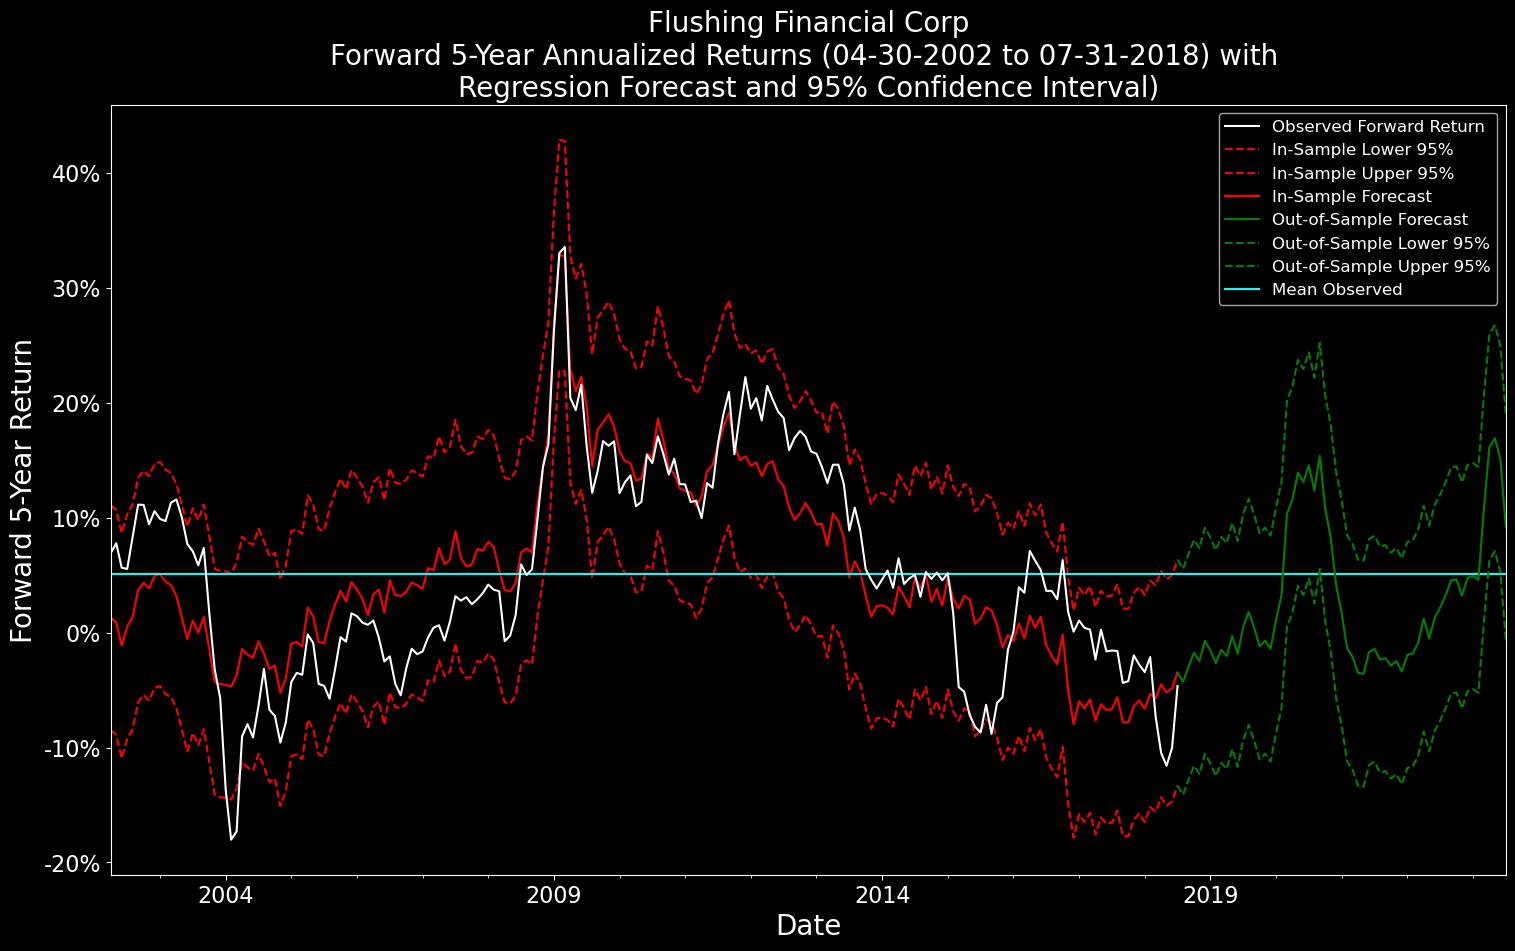 Flushing Financial Corp
Forward 5-Year Annualized Returns (04-30-2002 to 07-31-2018) with
Regression Forecast and 95% Confidence Interval)
Observed Forward Return
In-Sample Lower 95%
In-Sample Upper 95%
In-Sample Forecast
Out-of-Sample Forecast
Out-of-Sample Lower 95%
Out-of-Sample Upper 95%
Mean Observed
Forward 5-Year Return
40%
30%
20%
10%
0%
-10%
-20%
2004
2009
2014
2019
Date